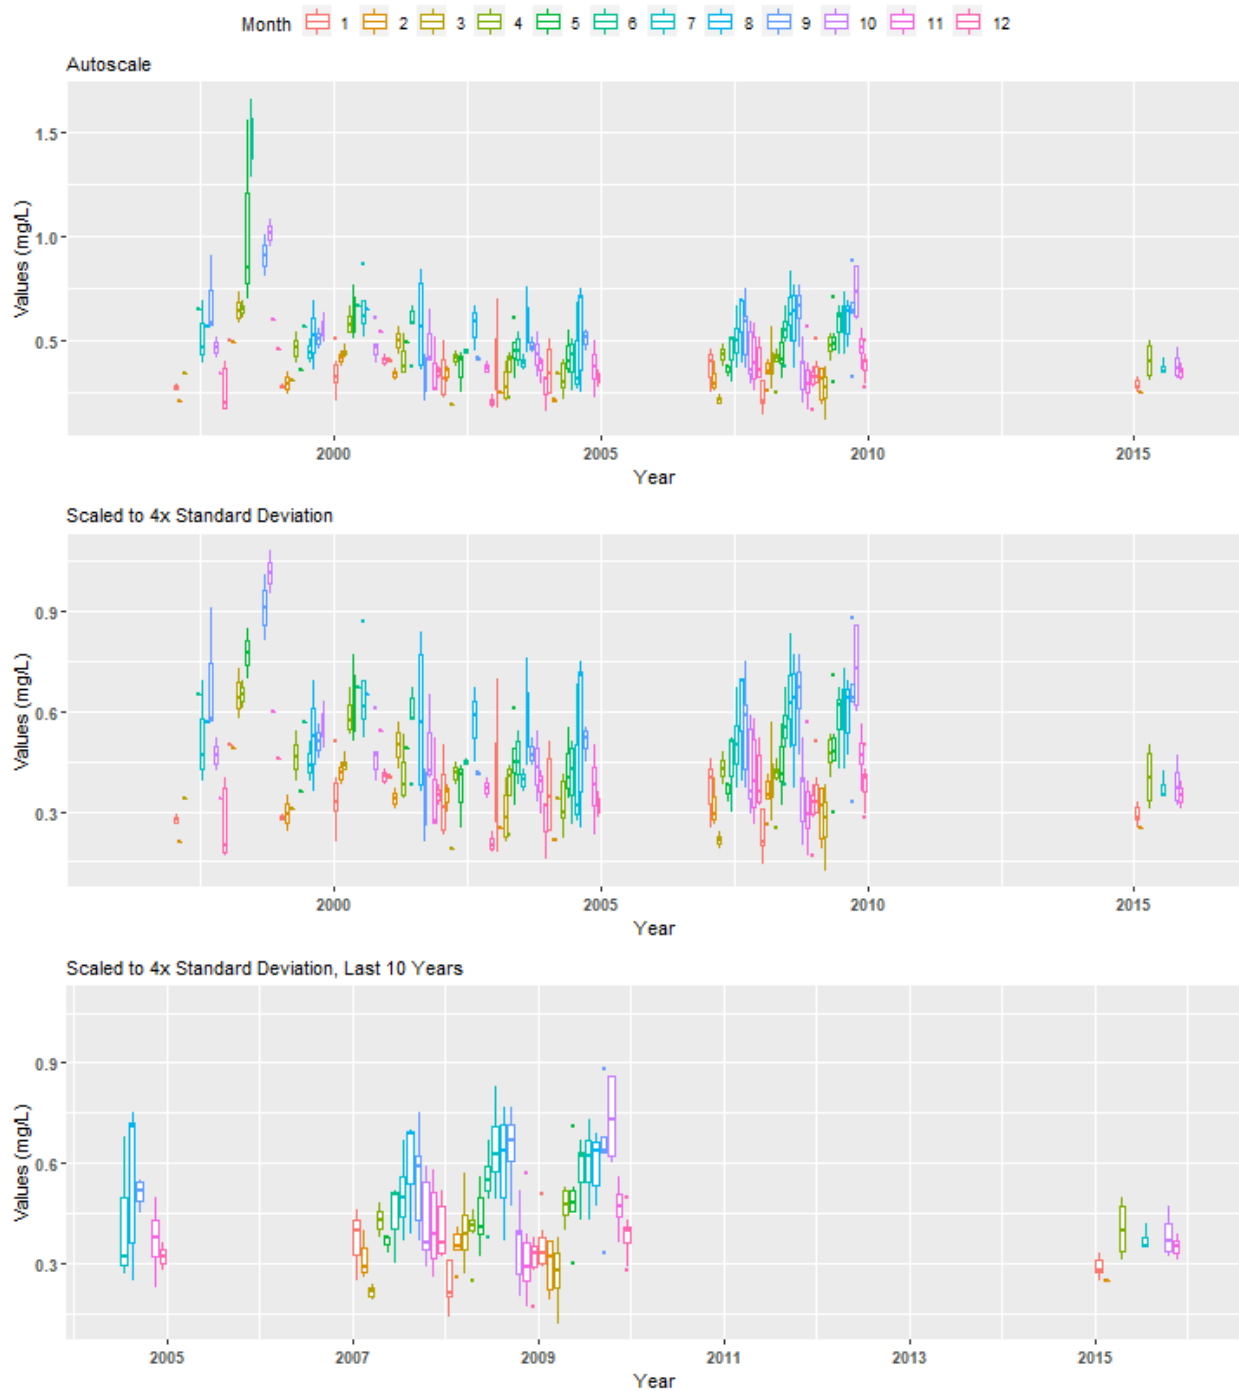 Month 1 2 3 4 5 6 7 8 9 10 11 12
Autoscale
Values (mg/L)
1.5
1.0
0.5
2000 2005 2010 2015
Year
Scaled to 4x Standard Deviation
Values (mg/L)
0.9
0.6
0.3
2000 2005 2010 2015
Year
Scaled to 4x Standard Deviation, Last 10 Years
Values (mg/L)
0.9
0.6
0.3
2005 2007 2009 2011 2013 2015
Year